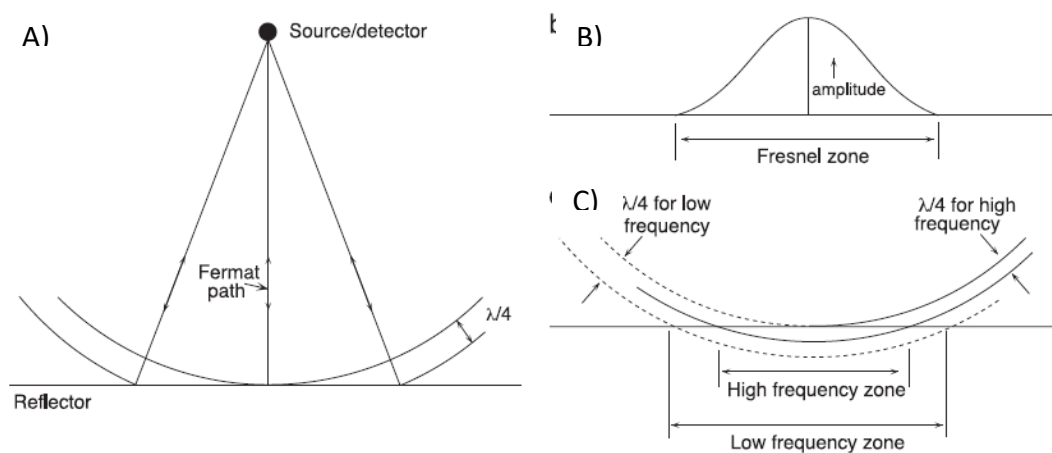 A)
Source/detector
Fermat
path
λ/4
Reflector
b
B)
amplitude
Fresnel zone
C)
λ/4 for low
frequency
λ/4 for high
frequency
High frequency zone
Low frequency zone